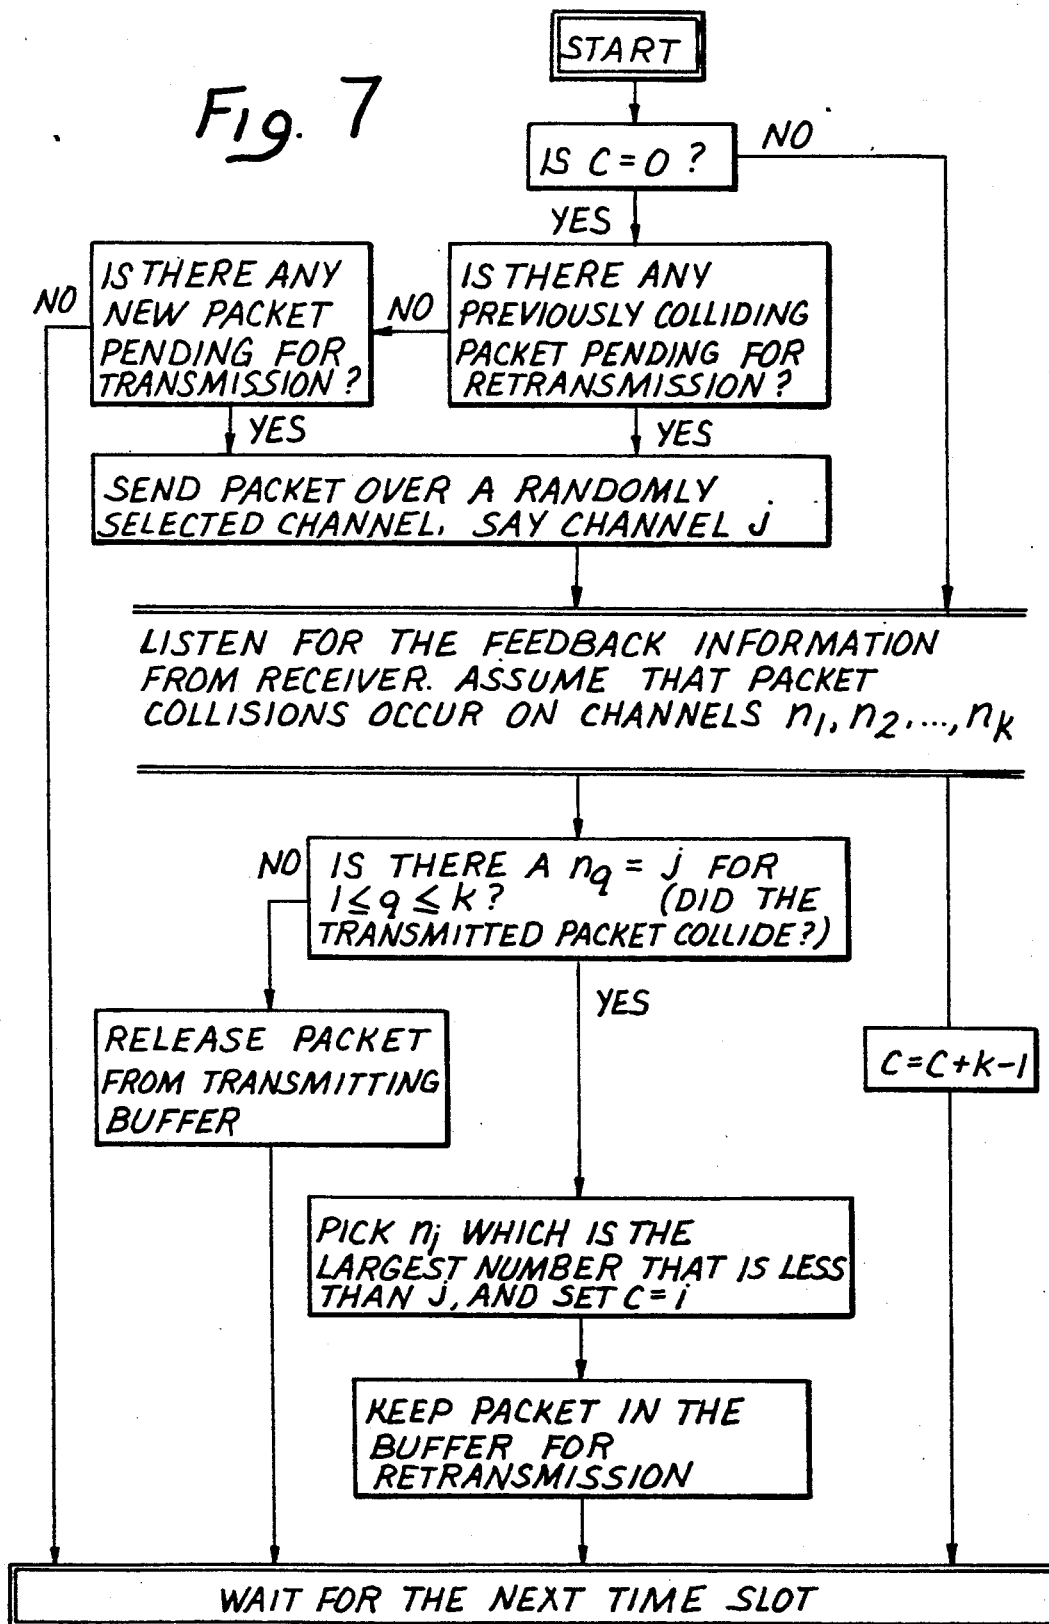 START
Fig. 7
IS C=0 ?
NO
YES
IS THERE ANY
NEW PACKET
PENDING FOR
TRANSMISSION ?
NO
NO
IS THERE ANY
PREVIOUSLY COLLIDING
PACKET PENDING FOR
RETRANSMISSION ?
YES
YES
SEND PACKET OVER A RANDOMLY
SELECTED CHANNEL, SAY CHANNEL j
LISTEN FOR THE FEEDBACK INFORMATION
FROM RECEIVER. ASSUME THAT PACKET
COLLISIONS OCCUR ON CHANNELS n1, n2, ..., nk
NO
IS THERE A nq = j FOR
1 ≤ q ≤ k ? (DID THE
TRANSMITTED PACKET COLLIDE?)
YES
RELEASE PACKET
FROM TRANSMITTING
BUFFER
C=C+k-1
PICK ni WHICH IS THE
LARGEST NUMBER THAT IS LESS
THAN j, AND SET C=i
KEEP PACKET IN THE
BUFFER FOR
RETRANSMISSION
WAIT FOR THE NEXT TIME SLOT